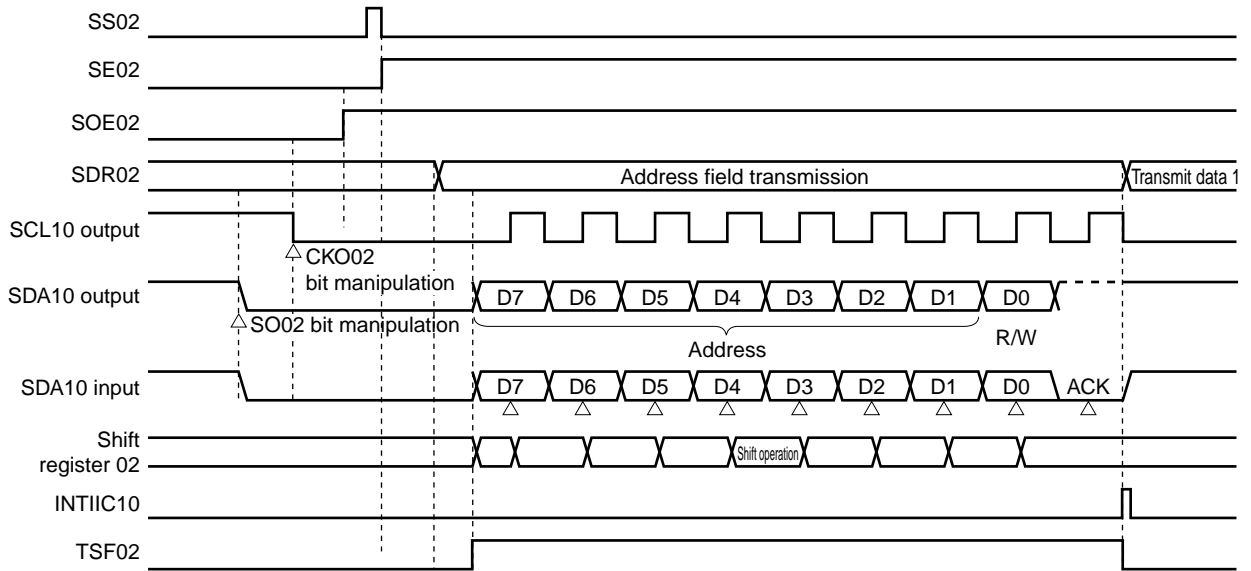 SS02
SE02
SOE02
SDR02
Address field transmission
Transmit data 1
SCL10 output
CKO02
bit manipulation
SDA10 output
D7 D6 D5 D4 D3 D2 D1 D0
SO02 bit manipulation
Address
R/W
SDA10 input
D7 D6 D5 D4 D3 D2 D1 D0 ACK
Shift
register 02
Shift operation
INTIIC10
TSF02